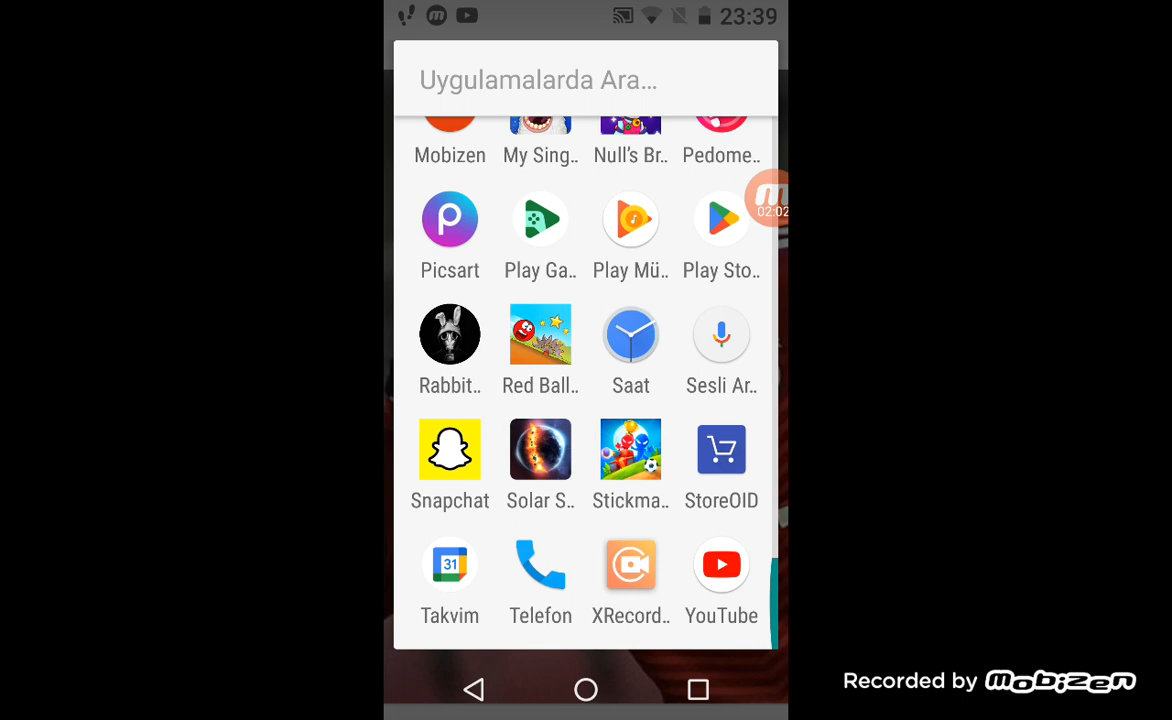 23:39
Uygulamalarda Ara...
Mobizen My Sing.. Null's Br.. Pedome..
02:02
Picsart Play Ga.. Play Mü.. Play Sto..
Rabbit.. Red Ball.. Saat Sesli Ar..
Snapchat Solar S.. Stickma.. StoreOID
31
Takvim Telefon XRecord.. YouTube
Recorded by mobizen